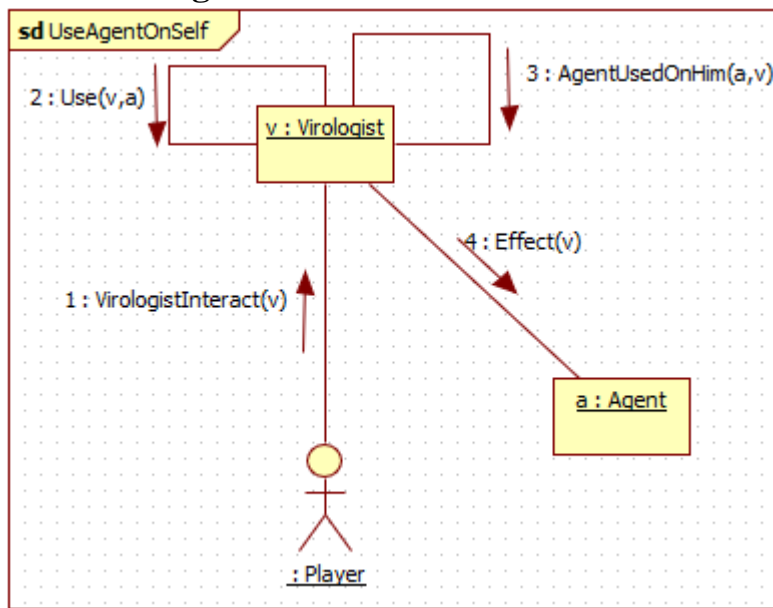 sd UseAgentOnSelf
2 : Use(v,a)
3 : AgentUsedOnHim(a,v)
v : Virologist
4 : Effect(v)
1 : VirologistInteract(v)
a : Agent
: Player